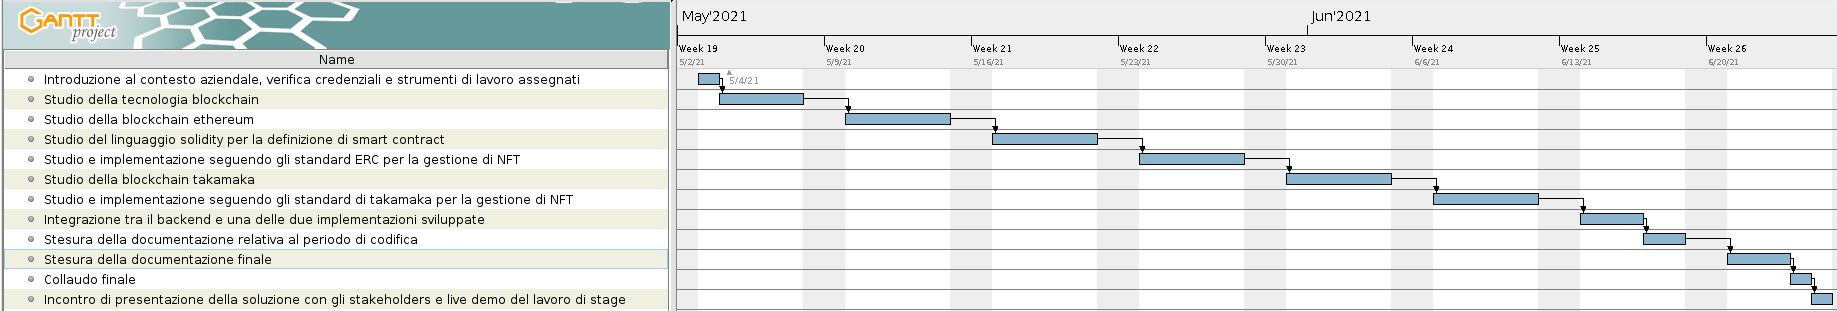 GANTT
project
May'2021
Jun'2021
Week 19
Week 20
Week 21
Week 22
Week 23
Week 24
Week 25
Week 26
5/2/21
5/9/21
5/16/21
5/23/21
5/30/21
6/6/21
6/13/21
6/20/21
Name
Introduzione al contesto aziendale, verifica credenziali e strumenti di lavoro assegnati
5/4/21
Studio della tecnologia blockchain
Studio della blockchain ethereum
Studio del linguaggio solidity per la definizione di smart contract
Studio e implementazione seguendo gli standard ERC per la gestione di NFT
Studio della blockchain takamaka
Studio e implementazione seguendo gli standard di takamaka per la gestione di NFT
Integrazione tra il backend e una delle due implementazioni sviluppate
Stesura della documentazione relativa al periodo di codifica
Stesura della documentazione finale
Collaudo finale
Incontro di presentazione della soluzione con gli stakeholders e live demo del lavoro di stage